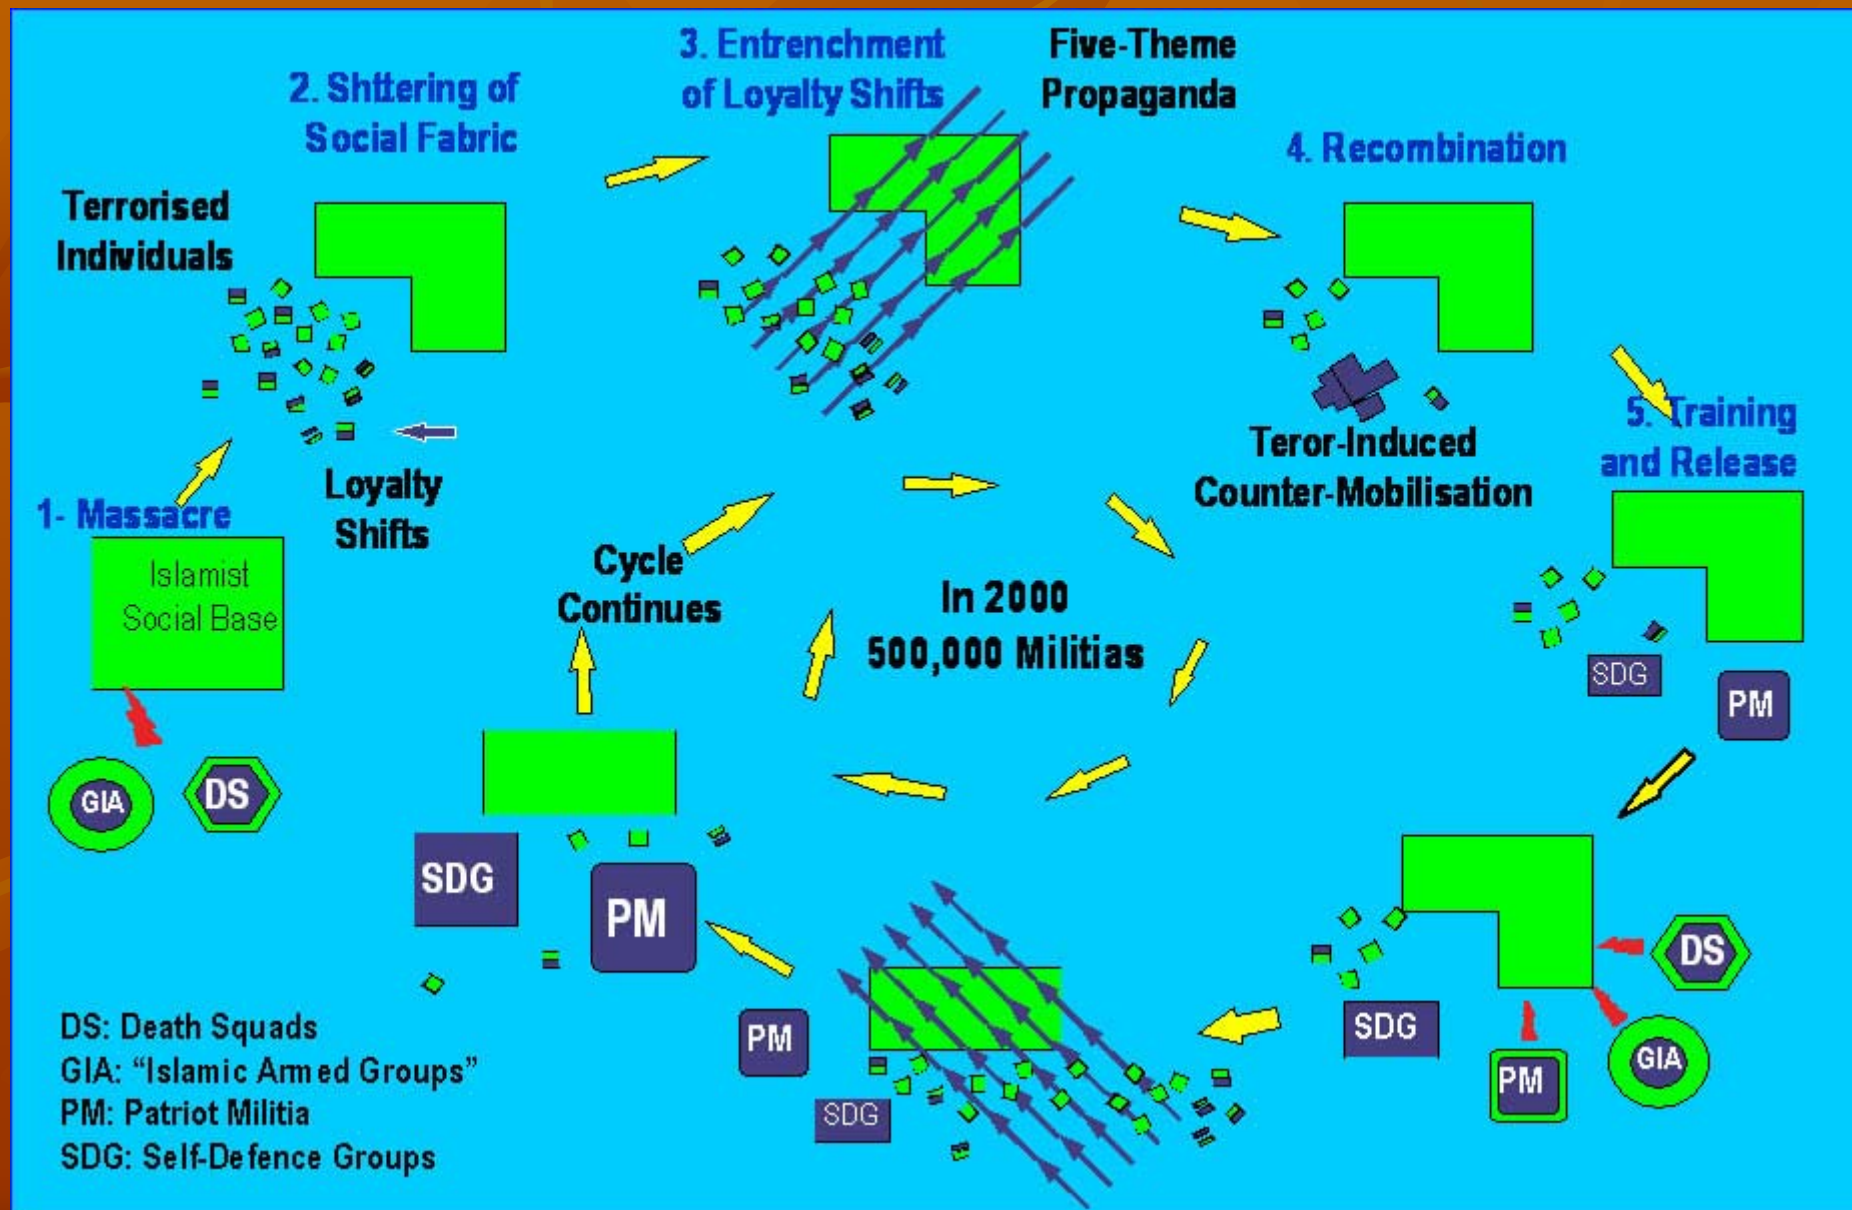 3. Entrenchment
of Loyalty Shifts
Five-Theme
Propaganda
2. Shttering of
Social Fabric
4. Recombination
Terrorised
Individuals
5. Training
and Release
Teror-Induced
Counter-Mobilisation
Loyalty
Shifts
1- Massacre
Islamist
Social Base
Cycle
Continues
In 2000
500,000 Militias
SDG
PM
GIA
DS
SDG
PM
DS
SDG
PM
GIA
PM
SDG
DS: Death Squads
GIA: “Islamic Armed Groups”
PM: Patriot Militia
SDG: Self-Defence Groups